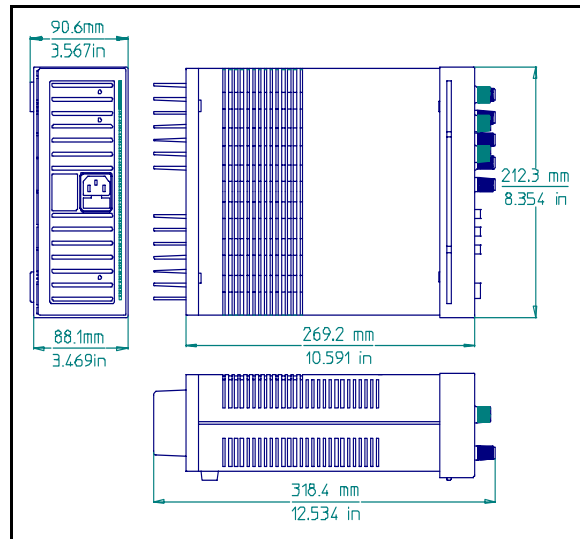 90.6mm
3.567in
212.3 mm
8.354 in
88.1mm
3.469in
269.2 mm
10.591 in
318.4 mm
12.534 in